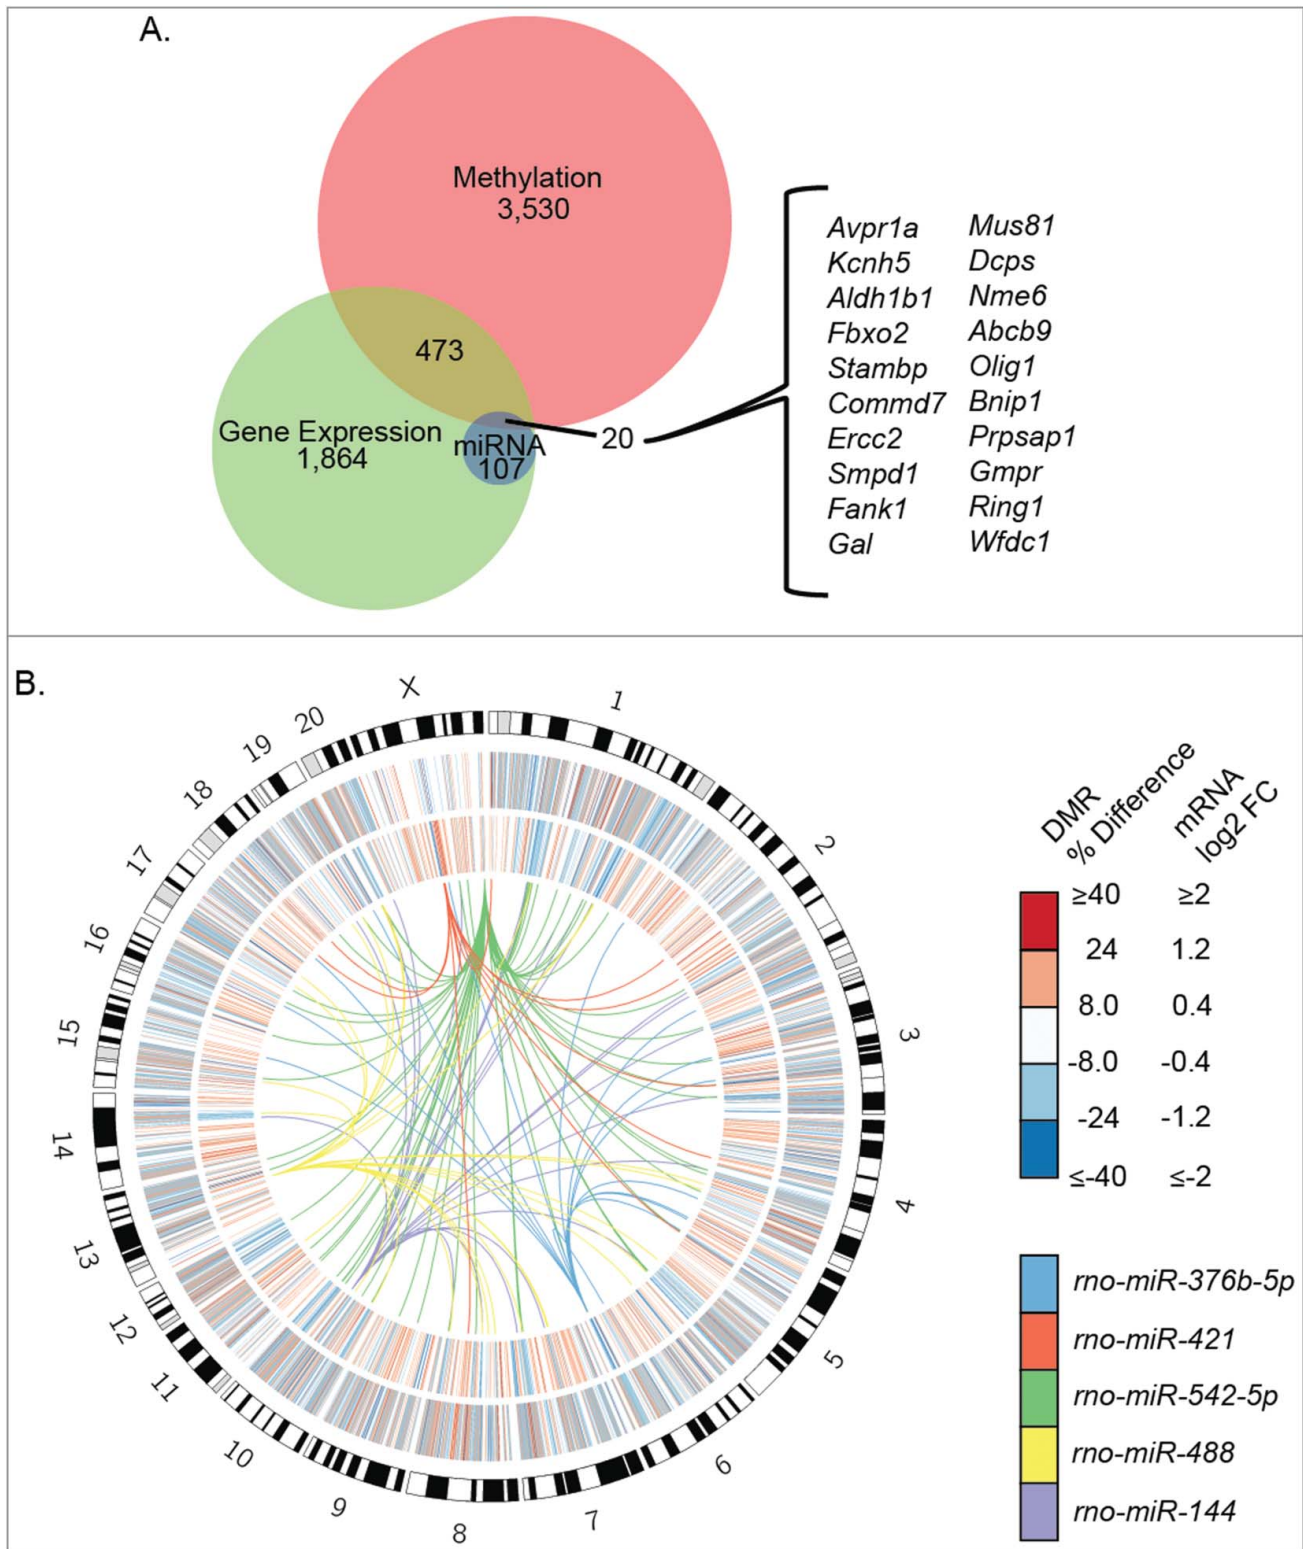 A.
Methylation
3,530
473
Gene Expression
1,864
miRNA
107
20
Avpr1a Mus81
Kcnh5 Dcps
Aldh1b1 Nme6
Fbxo2 Abcb9
Stambp Olig1
Commd7 Bnip1
Ercc2 Prpsap1
Smpd1 Gmpr
Fank1 Ring1
Gal Wfdc1
B.
X
1
2
3
4
5
6
7
8
9
10
11
12
13
14
15
16
17
18
19
20
DMR
% Difference
mRNA
log2 FC
≥40 ≥2
24 1.2
8.0 0.4
-8.0 -0.4
-24 -1.2
≤-40 ≤-2
rno-miR-376b-5p
rno-miR-421
rno-miR-542-5p
rno-miR-488
rno-miR-144